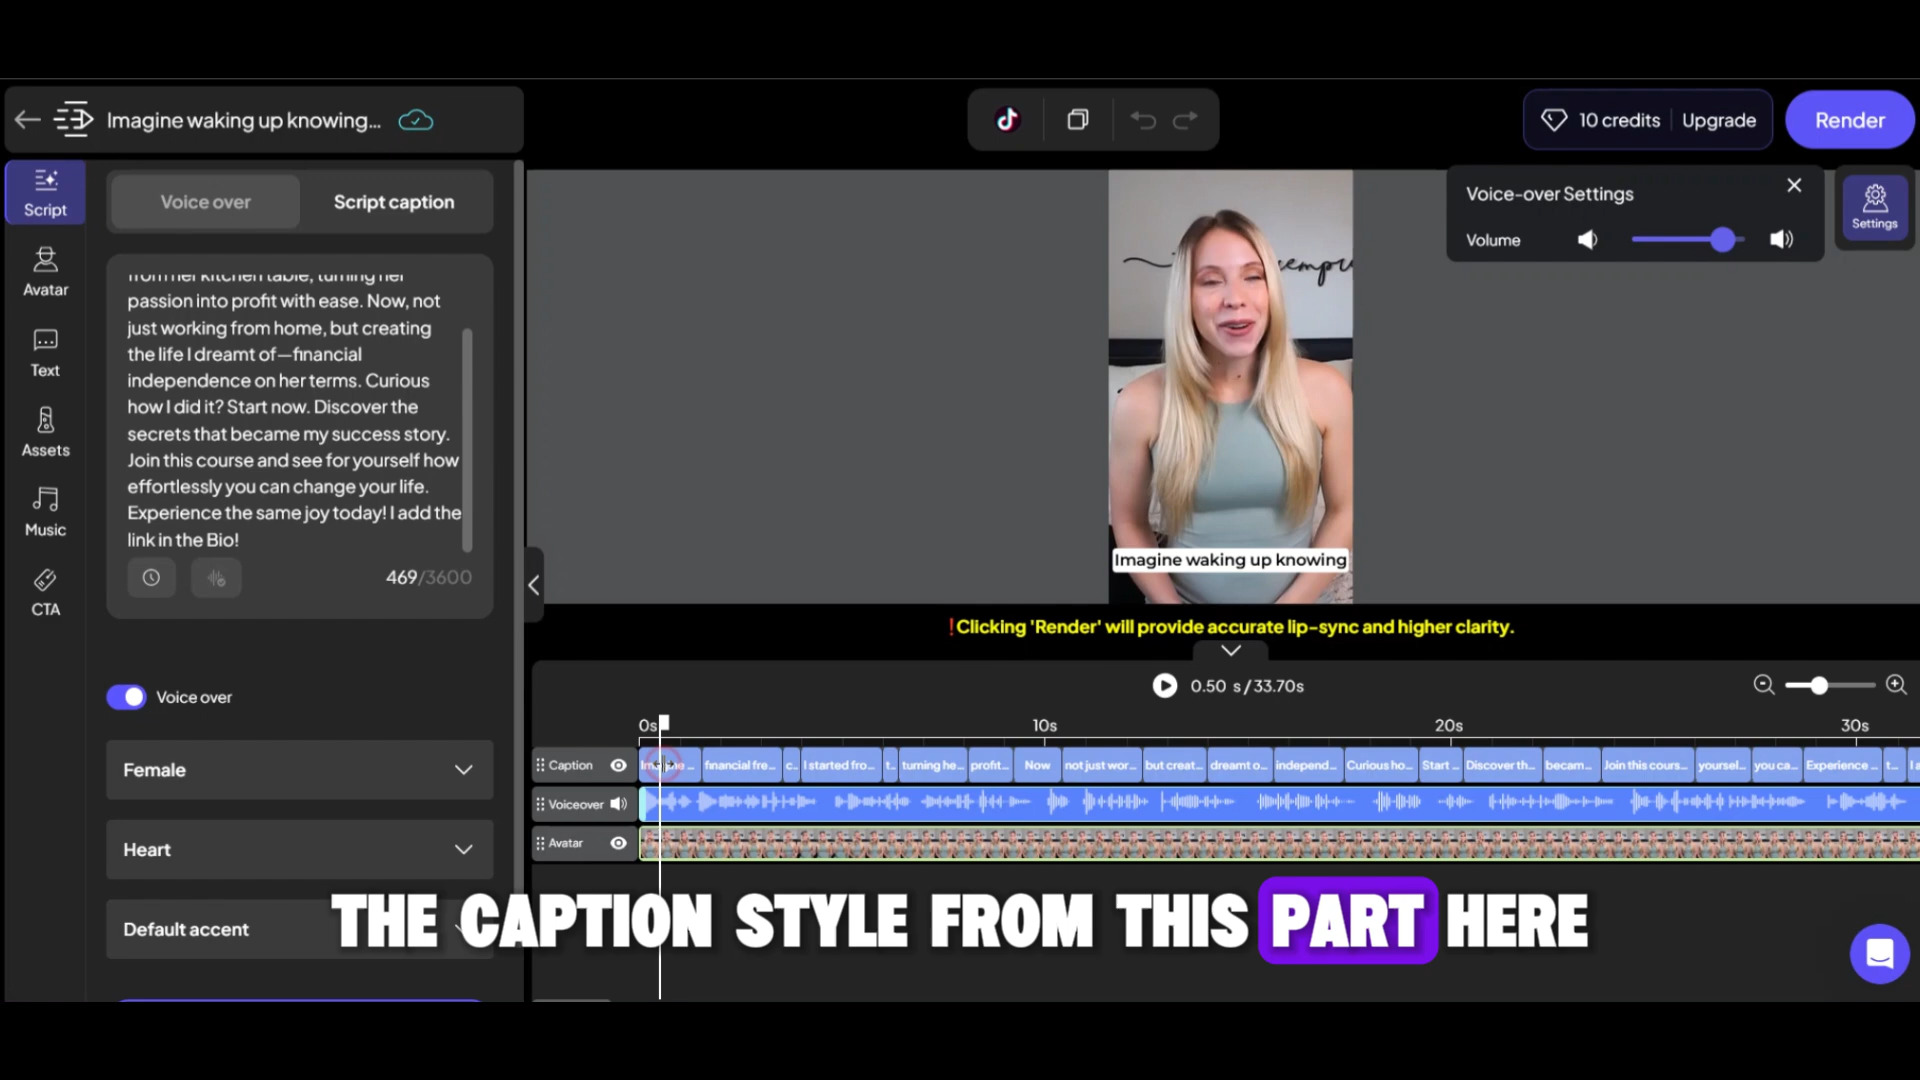 Imagine waking up knowing...
10 credits
Upgrade
Render
Script
Avatar
Text
Assets
Music
CTA
Voice over
Script caption
from her kitchen table, turning her
passion into profit with ease. Now, not
just working from home, but creating
the life I dreamt of—financial
independence on her terms. Curious
how I did it? Start now. Discover the
secrets that became my success story.
Join this course and see for yourself how
effortlessly you can change your life.
Experience the same joy today! I add the
link in the Bio!
469/3600
Voice over
Female
Heart
Default accent
Voice-over Settings
Volume
Settings
Imagine waking up knowing
!Clicking 'Render' will provide accurate lip-sync and higher clarity.
0.50 s/33.70s
0s
10s
20s
30s
Caption
financial fre...
c..
I started fro...
t..
turning he...
profit...
Now
not just wor...
but creat...
dreamt o...
independ...
Curious ho...
Start ...
Discover th...
becam...
Join this cours...
yoursel...
you ca...
Experience ...
t...
Voiceover
Avatar
THE CAPTION STYLE FROM THIS PART HERE